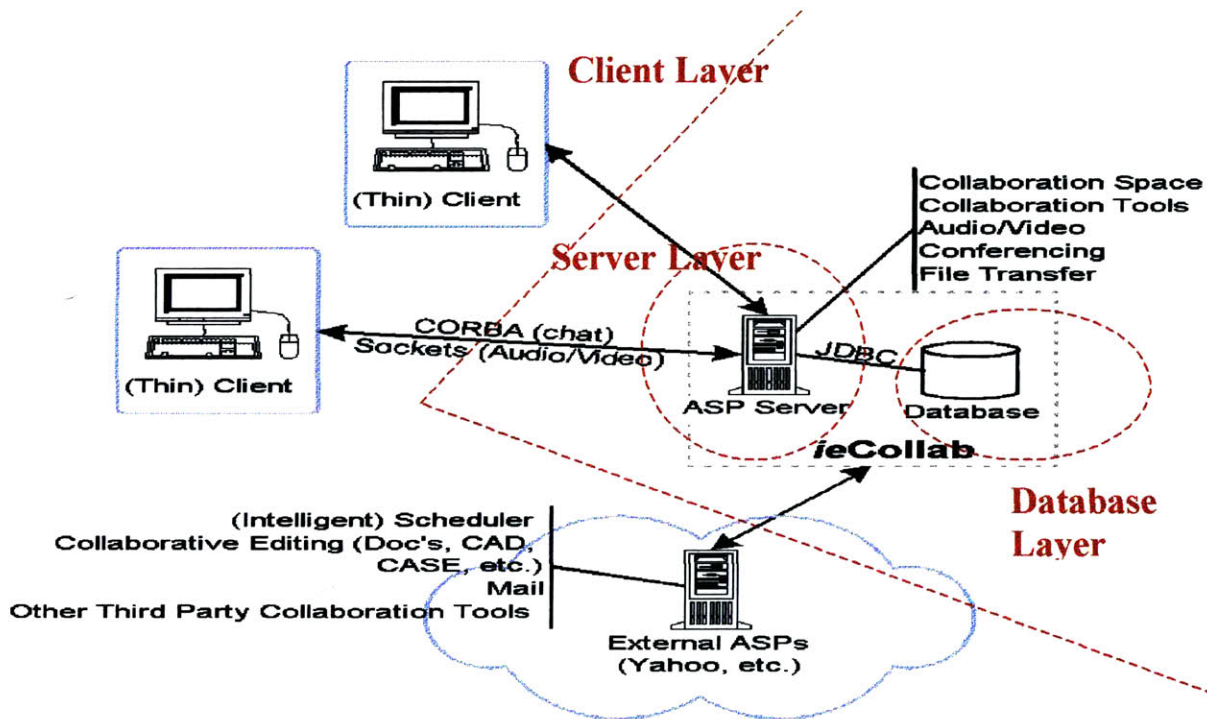 Client Layer
(Thin) Client
Collaboration Space
Collaboration Tools
Audio/Video
Conferencing
File Transfer
Server Layer
(Thin) Client
CORBA (chat)
Sockets (Audio/Video)
JDBC
ASP Server
Database
ieCollab
Database
Layer
(Intelligent) Scheduler
Collaborative Editing (Doc's, CAD,
CASE, etc.)
Mail
Other Third Party Collaboration Tools
External ASPs
(Yahoo, etc.)